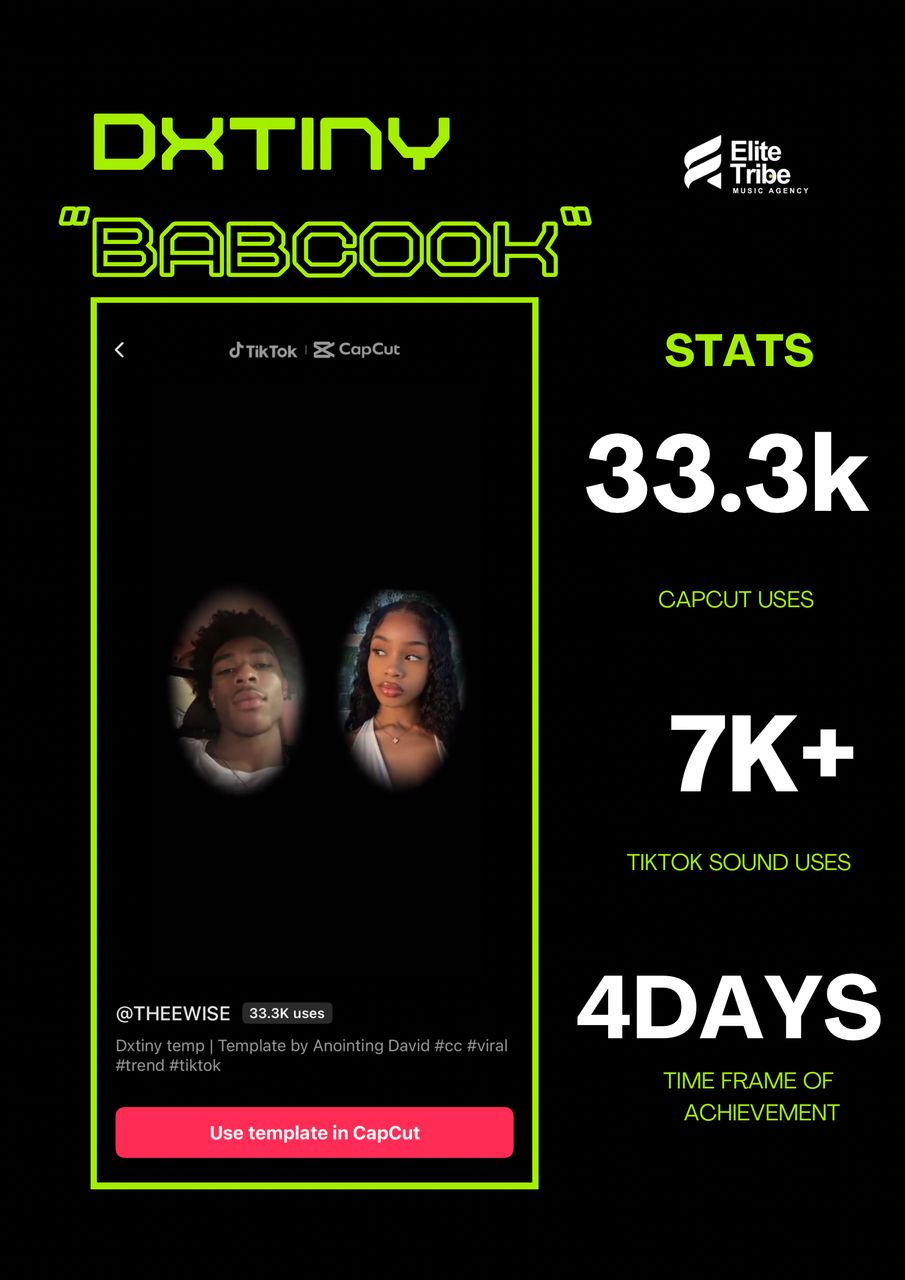 DXTINY
"BABCOOK"
Elite
Tribe
MUSIC AGENCY
TikTok | CapCut
@THEEWISE 33.3K uses
Dxtiny temp | Template by Anointing David #cc #viral
#trend #tiktok
Use template in CapCut
STATS
33.3k
CAPCUT USES
7K+
TIKTOK SOUND USES
4DAYS
TIME FRAME OF
ACHIEVEMENT